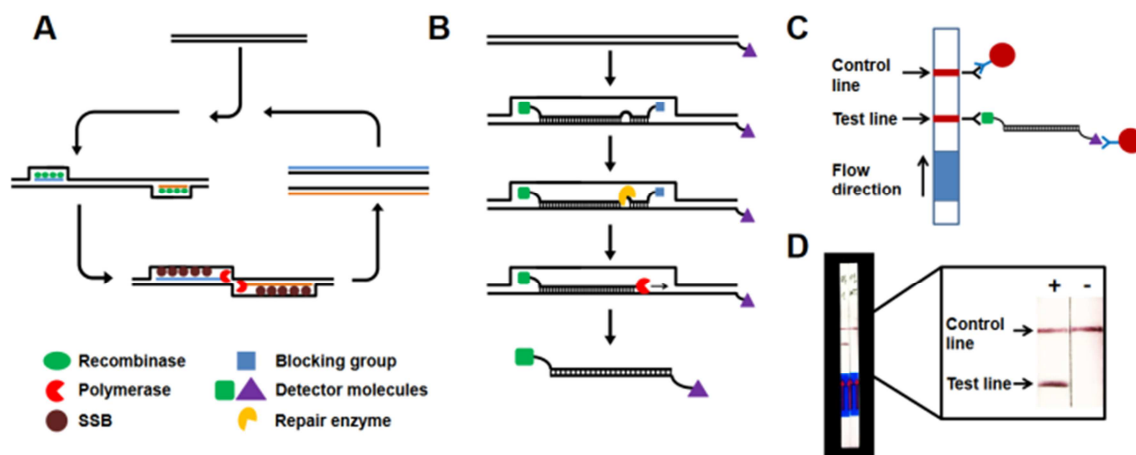 A
B
C
Control
line
Test line
Flow
direction
D
+ -
Control
line
Test line
Recombinase
Polymerase
SSB
Blocking group
Detector molecules
Repair enzyme